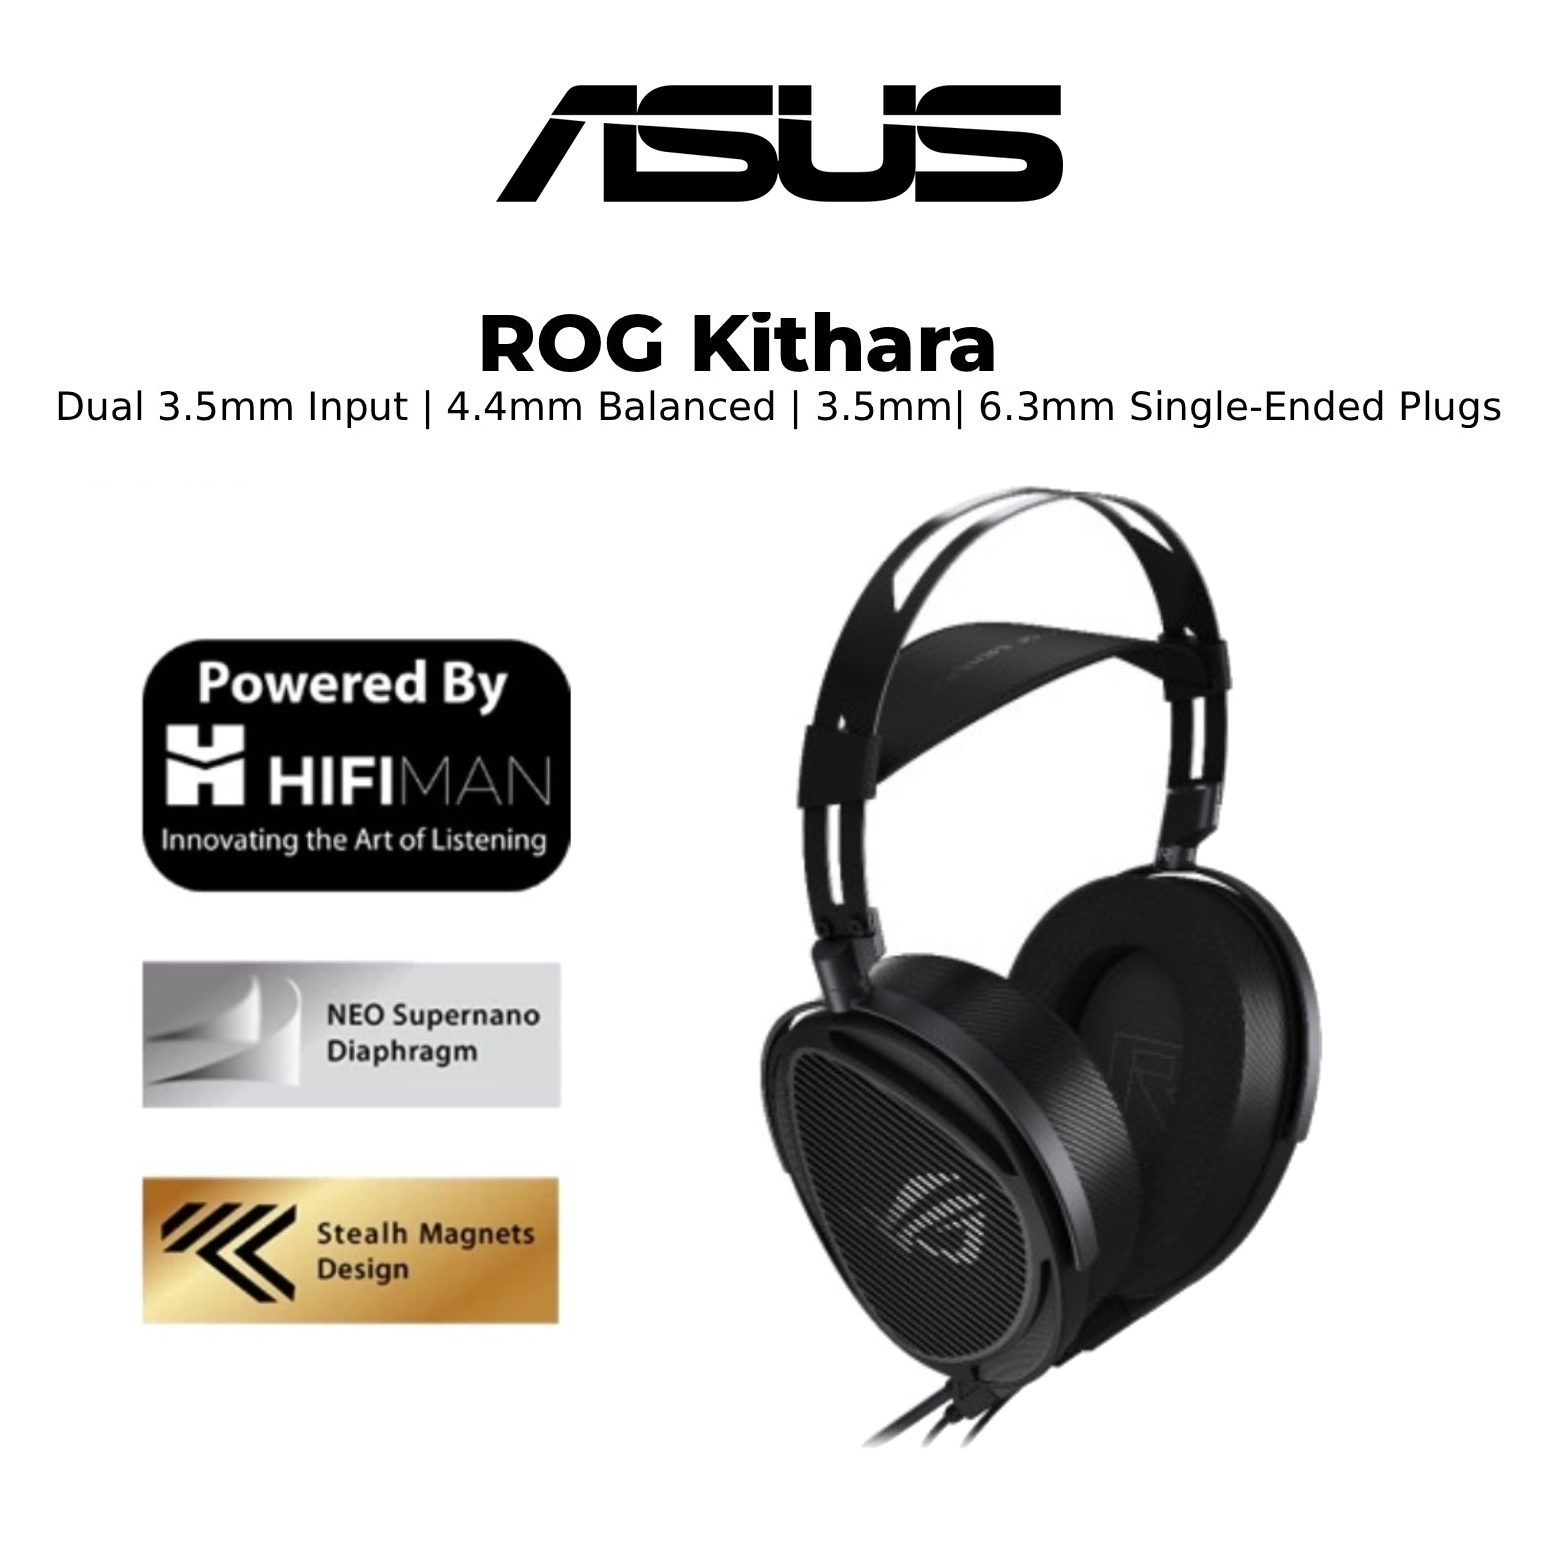 ASUS
ROG Kithara
Dual 3.5mm Input | 4.4mm Balanced | 3.5mm| 6.3mm Single-Ended Plugs
Powered By
HIFIMAN
Innovating the Art of Listening
NEO Supernano
Diaphragm
Stealh Magnets
Design